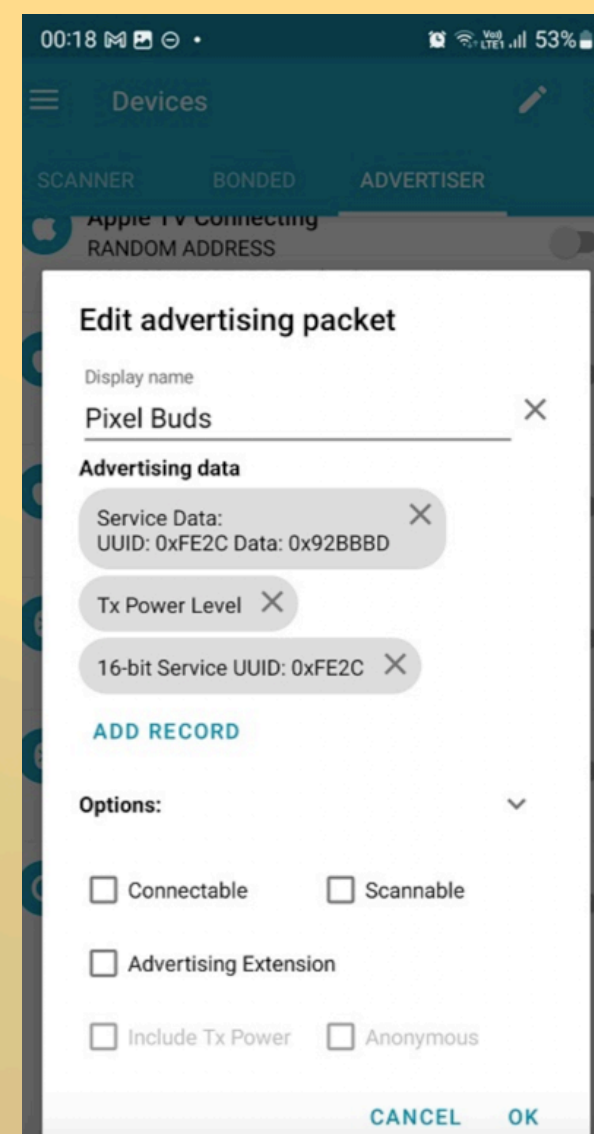 00:18
LTE1 53%
Devices
SCANNER BONDED ADVERTISER
Apple TV Connecting
RANDOM ADDRESS
Edit advertising packet
Display name
Pixel Buds
Advertising data
Service Data:
UUID: 0xFE2C Data: 0x92BBBD
Tx Power Level
16-bit Service UUID: 0xFE2C
ADD RECORD
Options:
Connectable Scannable
Advertising Extension
Include Tx Power Anonymous
CANCEL OK